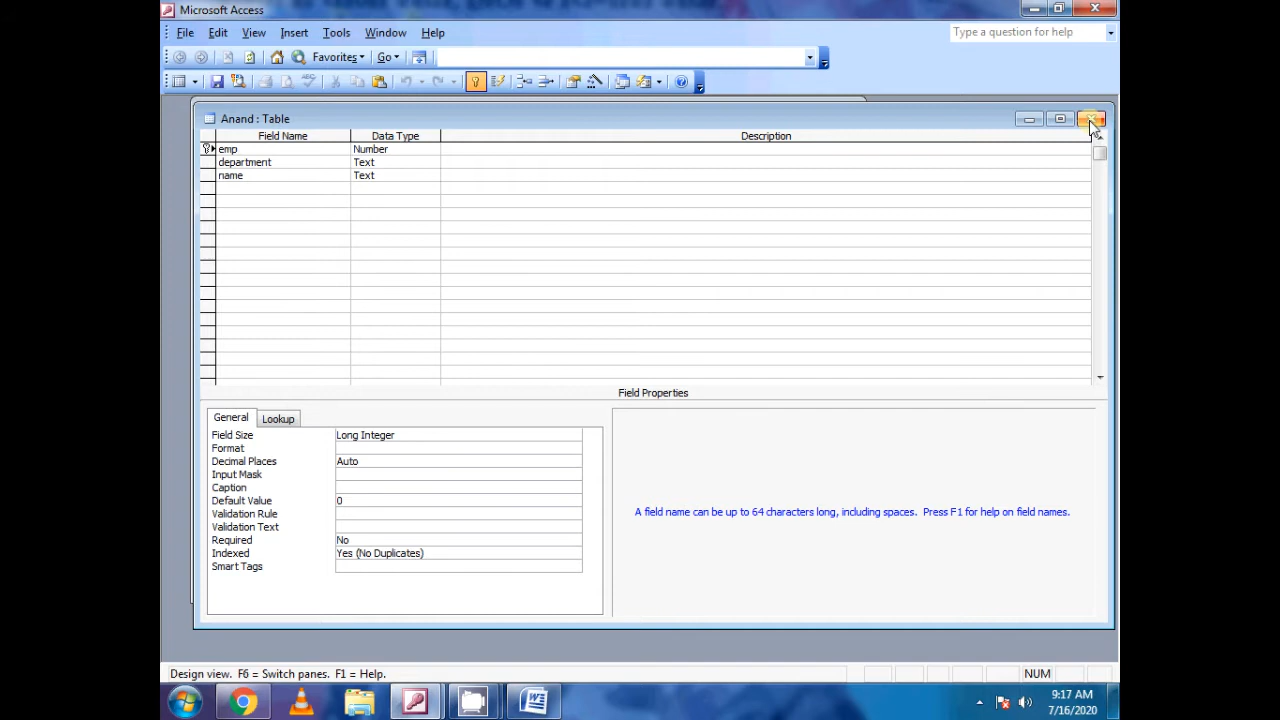 Microsoft Access
File Edit View Insert Tools Window Help
Type a question for help
Favorites Go
Anand : Table
Field Name Data Type Description
emp Number
department Text
name Text
Field Properties
General Lookup
Field Size Long Integer
Format
Decimal Places Auto
Input Mask
Caption
Default Value 0
Validation Rule
Validation Text
Required No
Indexed Yes (No Duplicates)
Smart Tags
A field name can be up to 64 characters long, including spaces. Press F1 for help on field names.
Design view. F6 = Switch panes. F1 = Help.
NUM
9:17 AM
7/16/2020